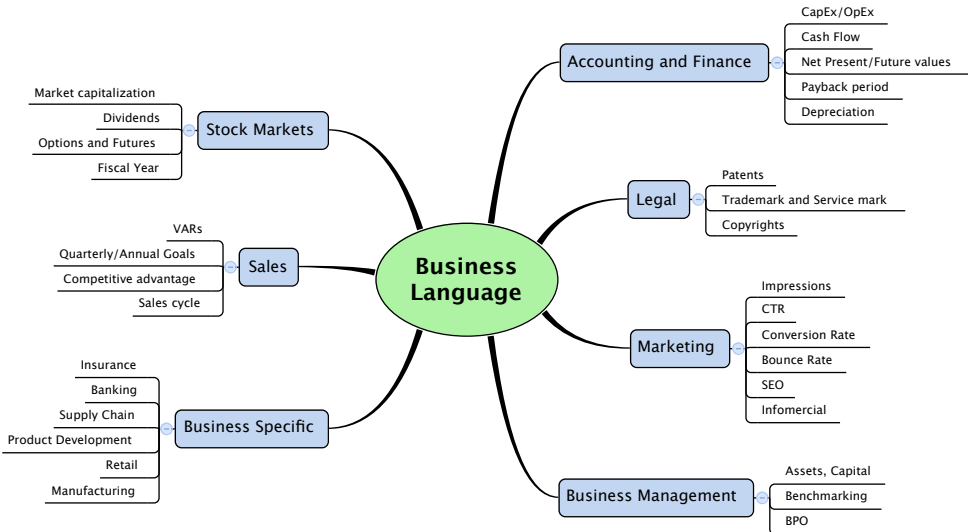 Business
Language
Accounting and Finance
CapEx/OpEx
Cash Flow
Net Present/Future values
Payback period
Depreciation
Legal
Patents
Trademark and Service mark
Copyrights
Marketing
Impressions
CTR
Conversion Rate
Bounce Rate
SEO
Infomercial
Business Management
Assets, Capital
Benchmarking
BPO
Stock Markets
Market capitalization
Dividends
Options and Futures
Fiscal Year
Sales
VARs
Quarterly/Annual Goals
Competitive advantage
Sales cycle
Business Specific
Insurance
Banking
Supply Chain
Product Development
Retail
Manufacturing